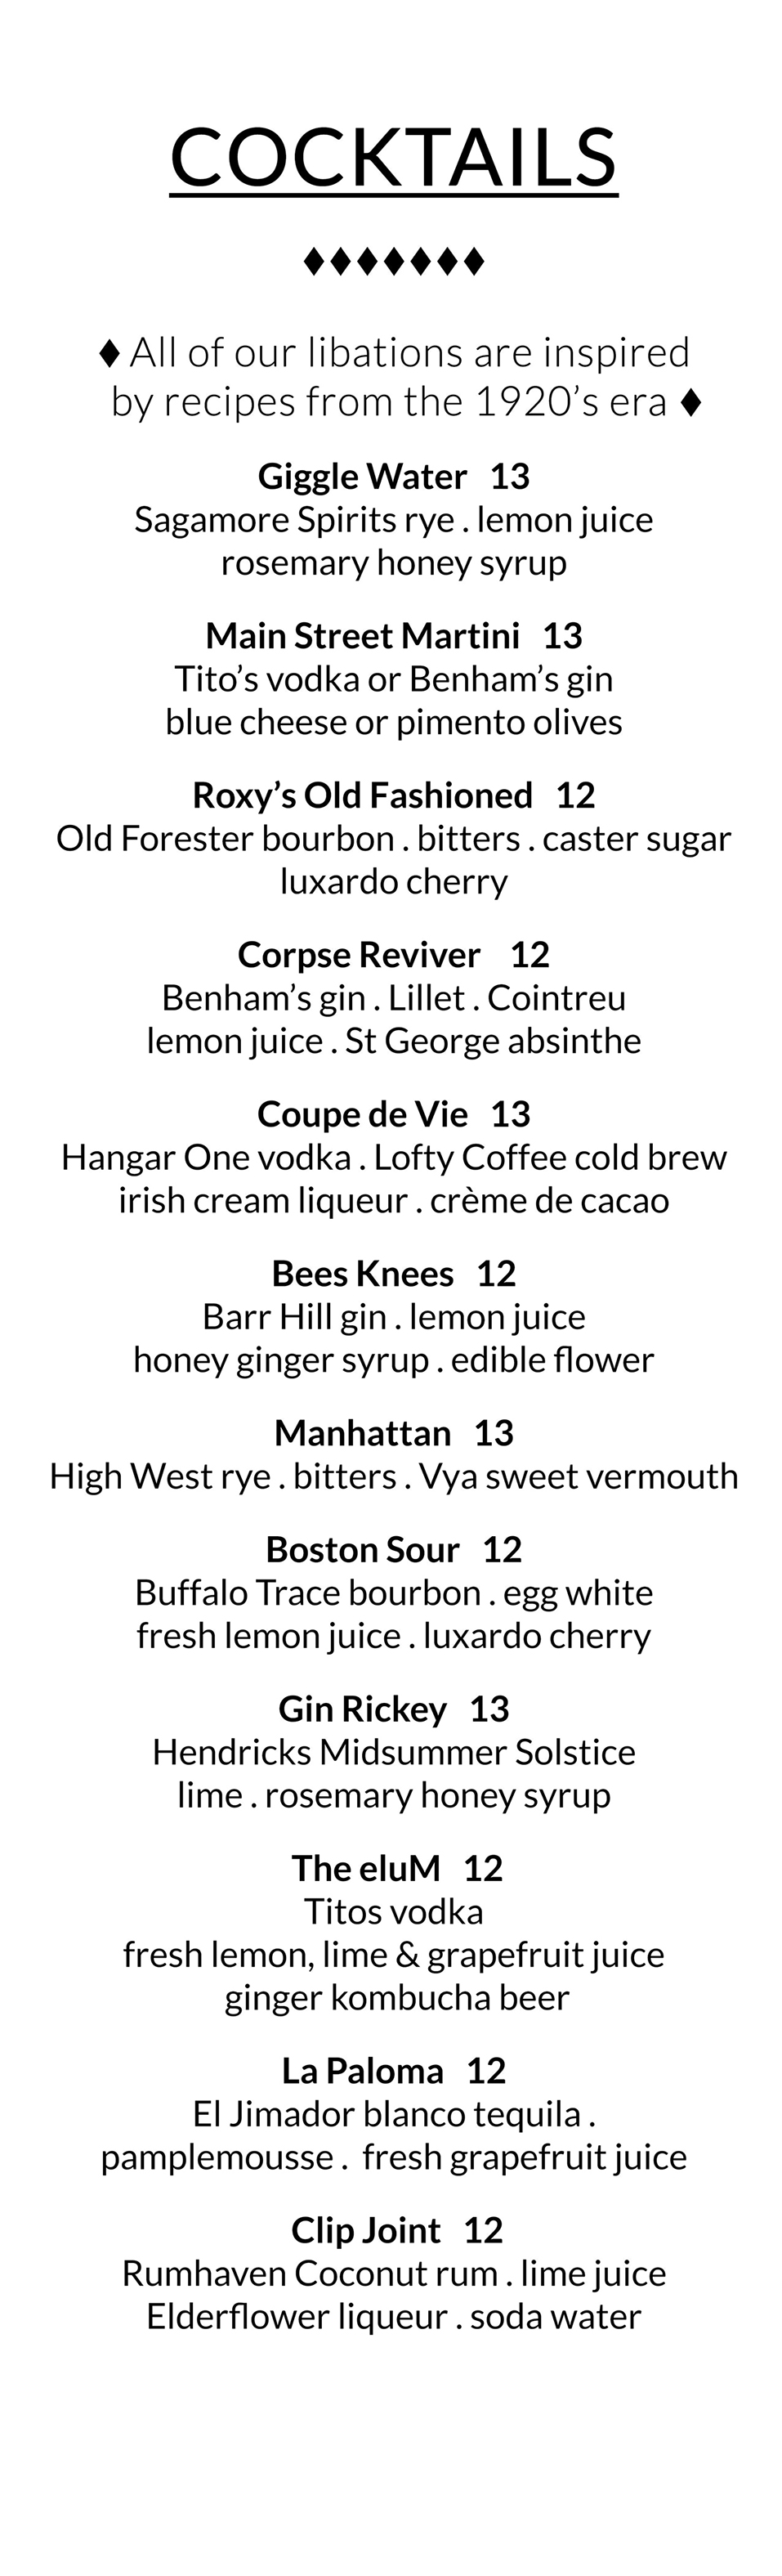 COCKTAILS
♦♦♦♦♦♦♦
♦ All of our libations are inspired
by recipes from the 1920’s era ♦
Giggle Water 13
Sagamore Spirits rye . lemon juice
rosemary honey syrup
Main Street Martini 13
Tito’s vodka or Benham’s gin
blue cheese or pimento olives
Roxy’s Old Fashioned 12
Old Forester bourbon . bitters . caster sugar
luxardo cherry
Corpse Reviver 12
Benham’s gin . Lillet . Cointreu
lemon juice . St George absinthe
Coupe de Vie 13
Hangar One vodka . Lofty Coffee cold brew
irish cream liqueur . crème de cacao
Bees Knees 12
Barr Hill gin . lemon juice
honey ginger syrup . edible flower
Manhattan 13
High West rye . bitters . Vya sweet vermouth
Boston Sour 12
Buffalo Trace bourbon . egg white
fresh lemon juice . luxardo cherry
Gin Rickey 13
Hendricks Midsummer Solstice
lime . rosemary honey syrup
The eluM 12
Titos vodka
fresh lemon, lime & grapefruit juice
ginger kombucha beer
La Paloma 12
El Jimador blanco tequila .
pamplemousse . fresh grapefruit juice
Clip Joint 12
Rumhaven Coconut rum . lime juice
Elderflower liqueur . soda water